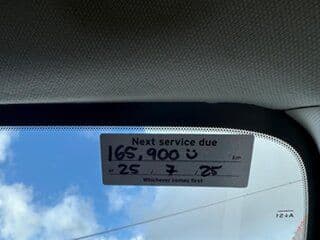 Next service due
165,900 ü km
25 / 7 / 25
Whichever comes first